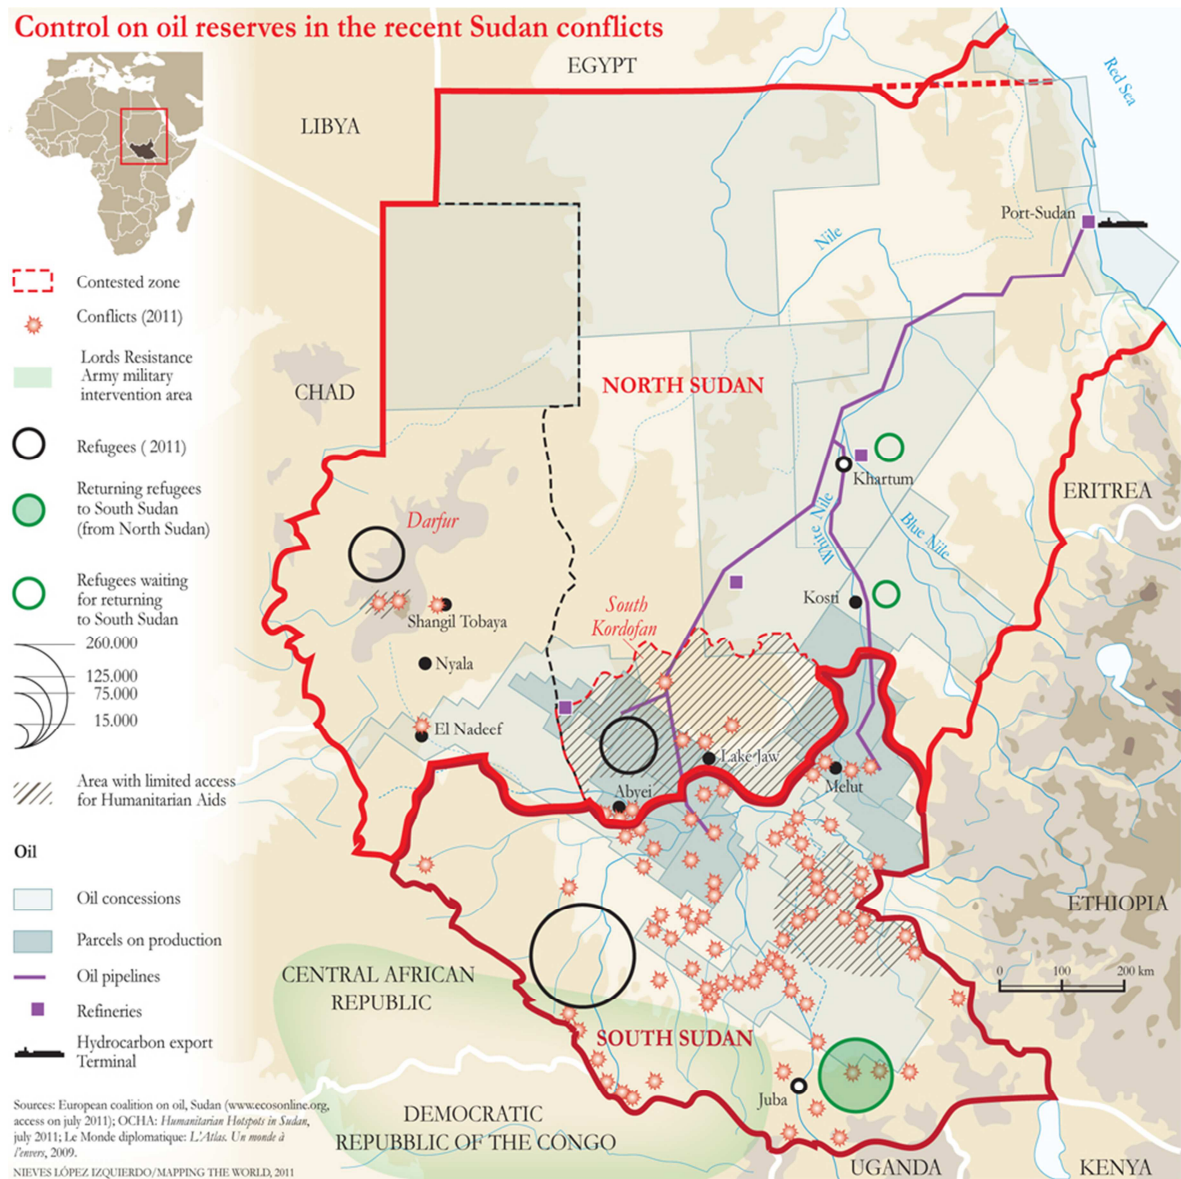 Control on oil reserves in the recent Sudan conflicts
EGYPT
LIBYA
Red Sea
Port-Sudan
Nile
Contested zone
Conflicts (2011)
Lords Resistance
Army military
intervention area
CHAD
NORTH SUDAN
Refugees ( 2011)
Khartum
ERITREA
Returning refugees
to South Sudan
(from North Sudan)
Darfur
White Nile
Blue Nile
Refugees waiting
for returning
to South Sudan
South
Kordofan
Kosti
Shangil Tobaya
260.000
125.000
75.000
15.000
Nyala
El Nadeef
Lake Jaw
Abyei
Melut
Area with limited access
for Humanitarian Aids
Oil
Oil concessions
Parcels on production
Oil pipelines
Refineries
Hydrocarbon export
Terminal
ETHIOPIA
0 100 200 km
CENTRAL AFRICAN
REPUBLIC
SOUTH SUDAN
Juba
DEMOCRATIC
REPUBBLIC OF THE CONGO
UGANDA
KENYA
Sources: European coalition on oil, Sudan (www.ecosonline.org,
access on july 2011); OCHA: Humanitarian Hotspots in Sudan,
july 2011; Le Monde diplomatique: L'Atlas. Un monde à
l'envers, 2009.
NIEVES LÓPEZ IZQUIERDO/MAPPING THE WORLD, 2011